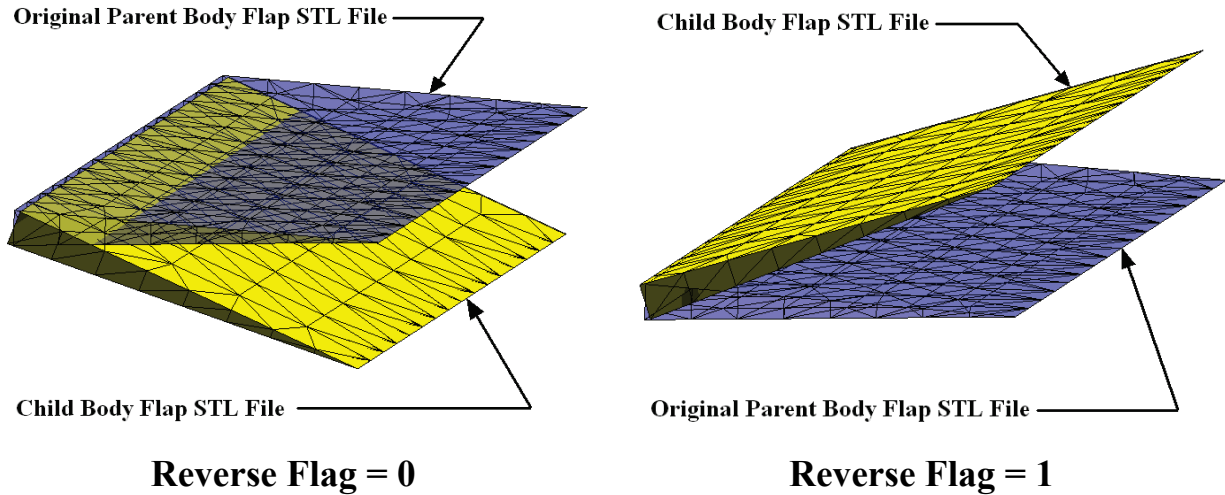 Original Parent Body Flap STL File
Child Body Flap STL File
Child Body Flap STL File
Original Parent Body Flap STL File
Reverse Flag = 0
Reverse Flag = 1